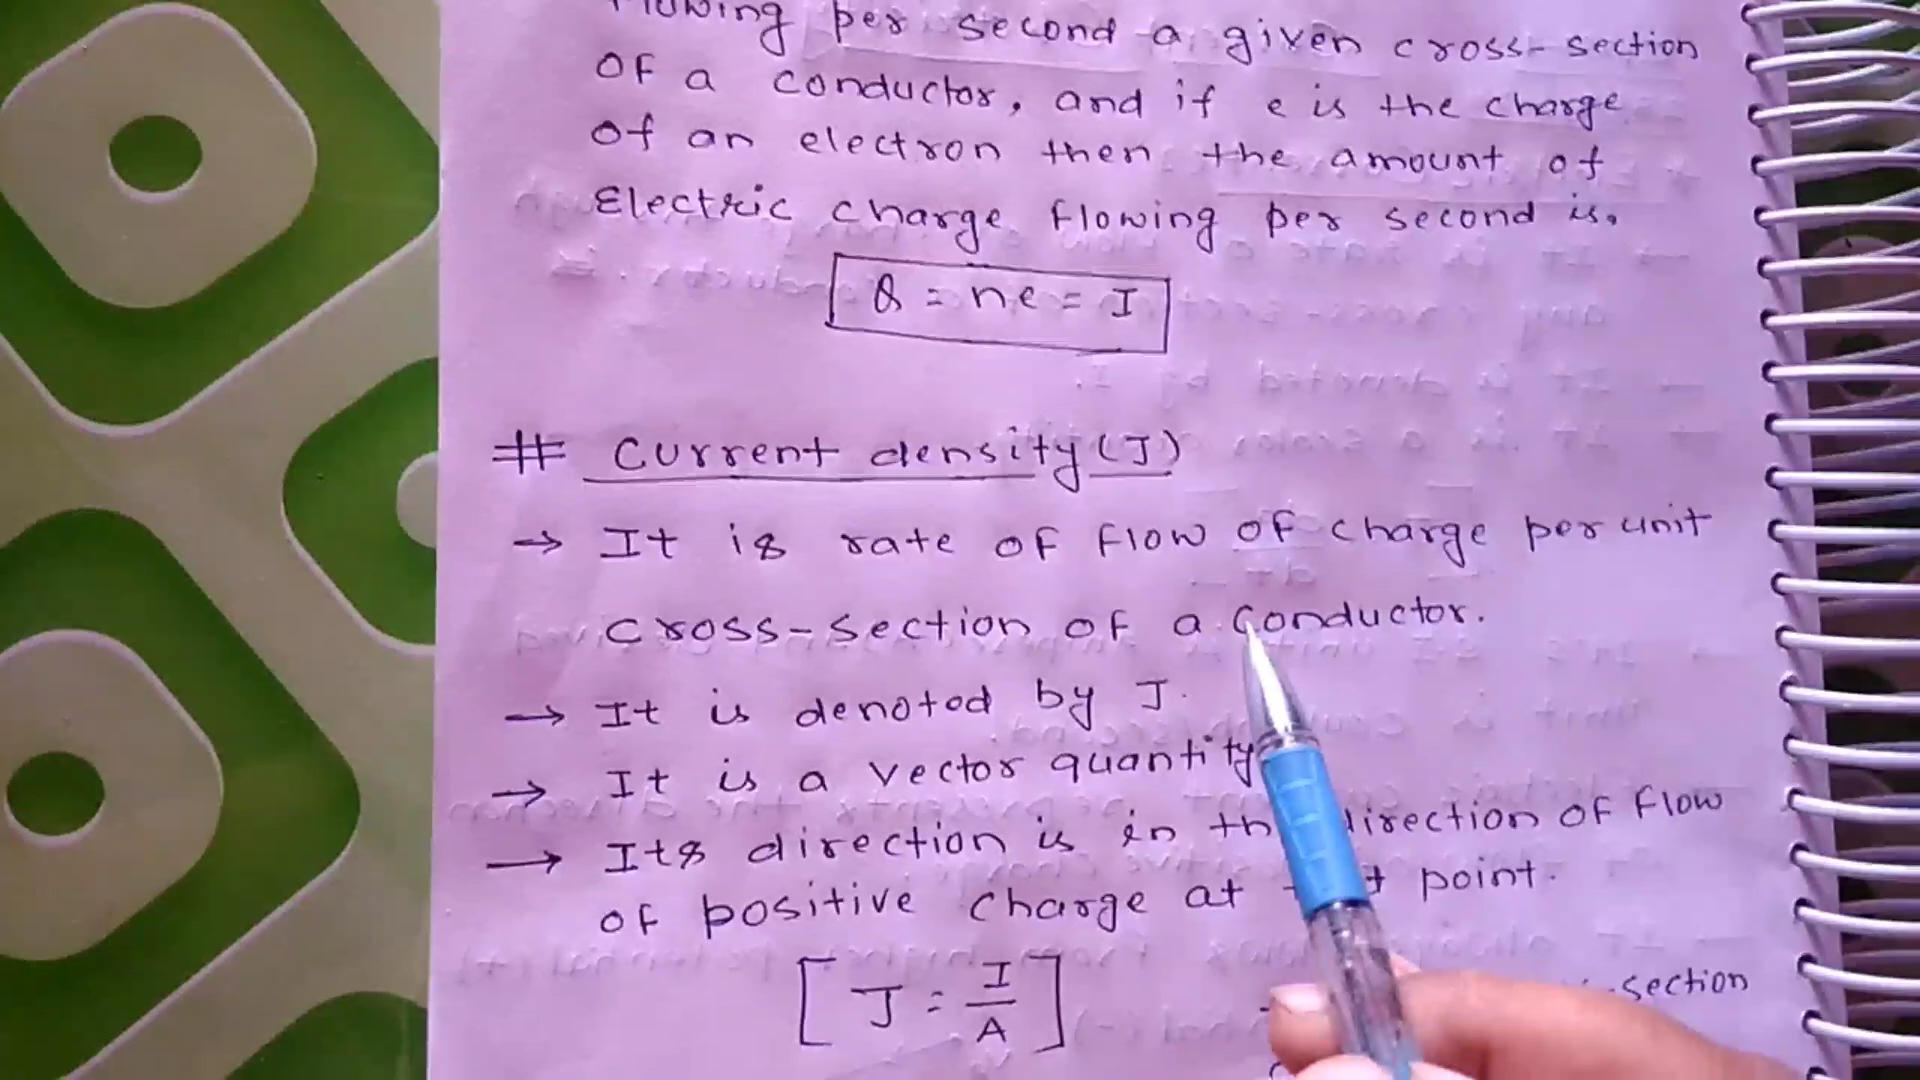 Flowing per second a given cross-section
of a conductor, and if e is the charge
of an electron then the amount of
Electric charge flowing per second is.
Q = ne = I
# Current density (J)
→ It is rate of flow of charge per unit
cross-section of a conductor.
→ It is denoted by J.
→ It is a vector quantity
→ Its direction is in the direction of flow
of positive charge at point.
[J = I/A]
-section